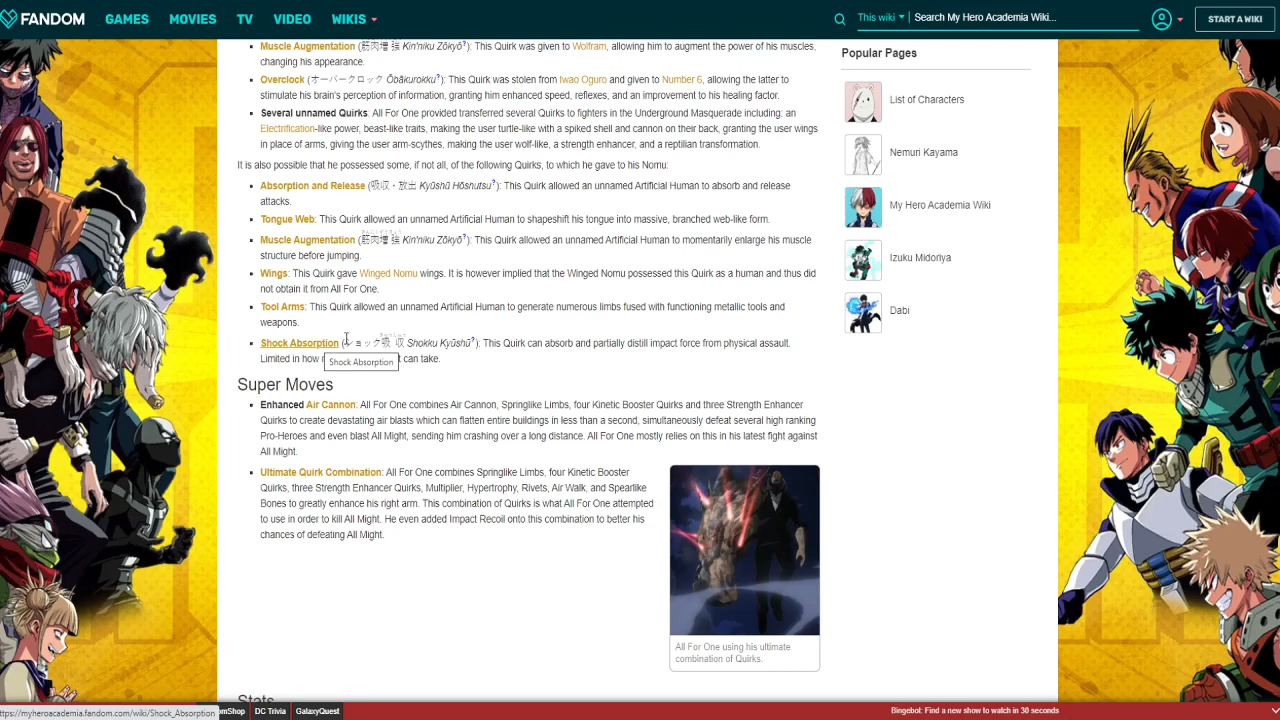 FANDOM GAMES MOVIES TV VIDEO WIKIS This wiki Search My Hero Academia Wiki... START A WIKI
Muscle Augmentation (筋肉増強 Kin'niku Zōkyō?): This Quirk was given to Wolfram, allowing him to augment the power of his muscles,
changing his appearance.
Overclock (オーバークロック Ōbākurokku?): This Quirk was stolen from Iwao Oguro and given to Number 6, allowing the latter to
stimulate his brain's perception of information, granting him enhanced speed, reflexes, and an improvement to his healing factor.
Several unnamed Quirks: All For One provided transferred several Quirks to fighters in the Underground Masquerade including: an
Electrification-like power, beast-like traits, making the user turtle-like with a spiked shell and cannon on their back, granting the user wings
in place of arms, giving the user arm-scythes, making the user wolf-like, a strength enhancer, and a reptilian transformation.
It is also possible that he possessed some, if not all, of the following Quirks, to which he gave to his Nomu:
Absorption and Release (吸収・放出 Kyūshū Hōshutsu?): This Quirk allowed an unnamed Artificial Human to absorb and release
attacks.
Tongue Web: This Quirk allowed an unnamed Artificial Human to shapeshift his tongue into massive, branched web-like form.
Muscle Augmentation (筋肉増強 Kin'niku Zōkyō?): This Quirk allowed an unnamed Artificial Human to momentarily enlarge his muscle
structure before jumping.
Wings: This Quirk gave Winged Nomu wings. It is however implied that the Winged Nomu possessed this Quirk as a human and thus did
not obtain it from All For One.
Tool Arms: This Quirk allowed an unnamed Artificial Human to generate numerous limbs fused with functioning metallic tools and
weapons.
Shock Absorption (ショック吸収 Shokku Kyūshū?): This Quirk can absorb and partially distill impact force from physical assault.
Limited in how t can take.
Shock Absorption
Super Moves
Enhanced Air Cannon: All For One combines Air Cannon, Springlike Limbs, four Kinetic Booster Quirks and three Strength Enhancer
Quirks to create devastating air blasts which can flatten entire buildings in less than a second, simultaneously defeat several high ranking
Pro-Heroes and even blast All Might, sending him crashing over a long distance. All For One mostly relies on this in his latest fight against
All Might.
Ultimate Quirk Combination: All For One combines Springlike Limbs, four Kinetic Booster
Quirks, three Strength Enhancer Quirks, Multiplier, Hypertrophy, Rivets, Air Walk, and Spearlike
Bones to greatly enhance his right arm. This combination of Quirks is what All For One attempted
to use in order to kill All Might. He even added Impact Recoil onto this combination to better his
chances of defeating All Might.
All For One using his ultimate
combination of Quirks.
Stats
Popular Pages
List of Characters
Nemuri Kayama
My Hero Academia Wiki
Izuku Midoriya
Dabi
https://myheroacademia.fandom.com/wiki/Shock_Absorption
omShop DC Trivia GalaxyQuest Bingebot: Find a new show to watch in 30 seconds